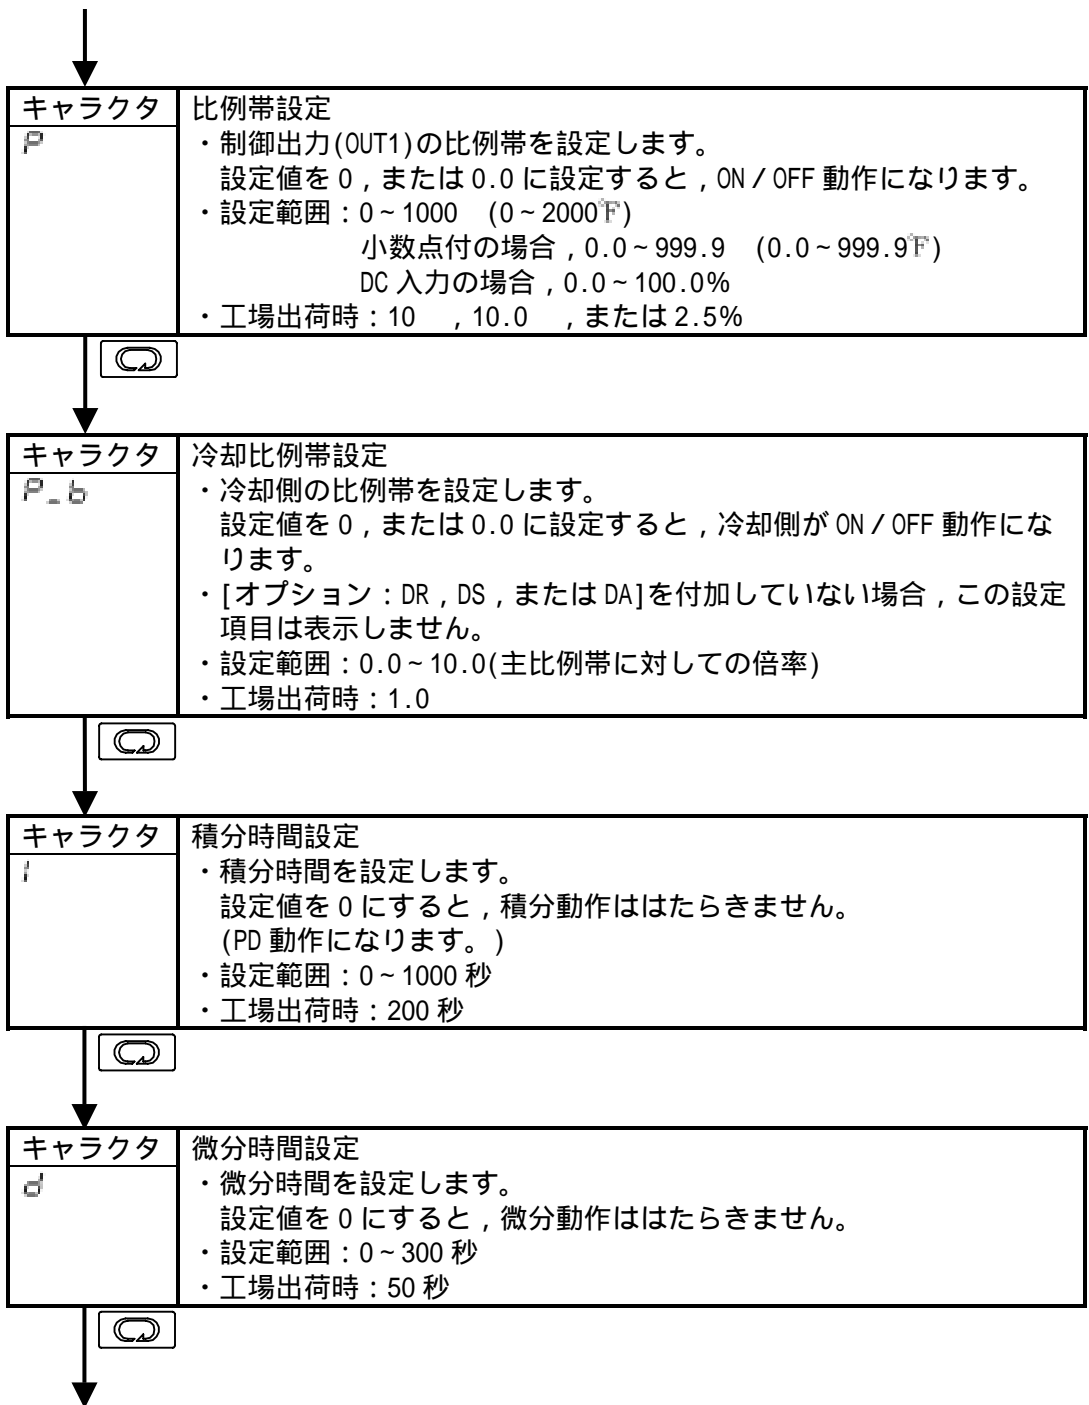 キャラクタ 比例帯設定
P ・制御出力(OUT1)の比例帯を設定します。
設定値を0，または0.0に設定すると，ON／OFF動作になります。
・設定範囲：0～1000 (0～2000℉)
小数点付の場合，0.0～999.9 (0.0～999.9℉)
DC入力の場合，0.0～100.0%
・工場出荷時：10 ，10.0 ，または2.5%
キャラクタ 冷却比例帯設定
P_b ・冷却側の比例帯を設定します。
設定値を0，または0.0に設定すると，冷却側がON／OFF動作にな
ります。
・[オプション：DR，DS，またはDA]を付加していない場合，この設定
項目は表示しません。
・設定範囲：0.0～10.0(主比例帯に対しての倍率)
・工場出荷時：1.0
キャラクタ 積分時間設定
I ・積分時間を設定します。
設定値を0にすると，積分動作ははたらきません。
(PD動作になります。)
・設定範囲：0～1000秒
・工場出荷時：200秒
キャラクタ 微分時間設定
d ・微分時間を設定します。
設定値を0にすると，微分動作ははたらきません。
・設定範囲：0～300秒
・工場出荷時：50秒